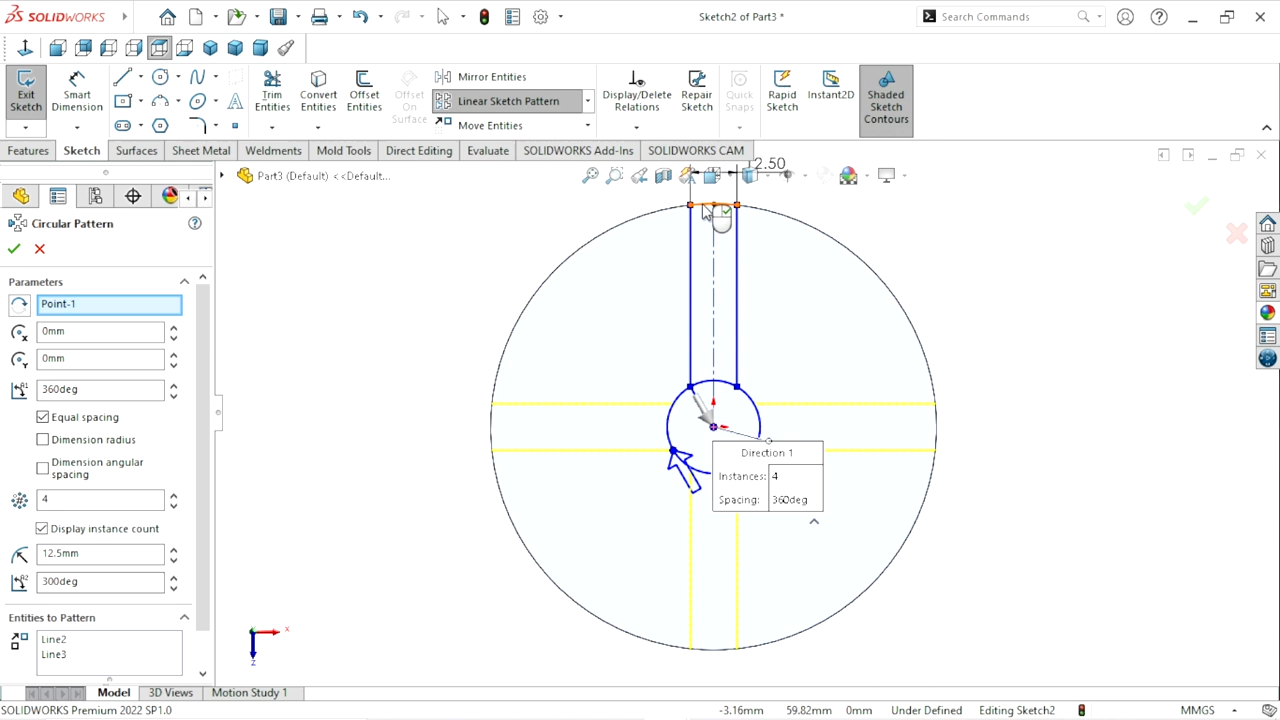 SOLIDWORKS
Sketch2 of Part3 *
Search Commands
Exit Sketch
Smart Dimension
Trim Entities
Convert Entities
Offset Entities
Offset On Surface
Mirror Entities
Linear Sketch Pattern
Move Entities
Display/Delete Relations
Repair Sketch
Quick Snaps
Rapid Sketch
Instant2D
Shaded Sketch Contours
Features
Sketch
Surfaces
Sheet Metal
Weldments
Mold Tools
Direct Editing
Evaluate
SOLIDWORKS Add-Ins
SOLIDWORKS CAM
Part3 (Default) <<Default...
12.50
Circular Pattern
Parameters
Point-1
0mm
0mm
360deg
Equal spacing
Dimension radius
Dimension angular
spacing
4
Display instance count
12.5mm
300deg
Entities to Pattern
Line2
Line3
Direction 1
Instances: 4
Spacing: 360deg
X
Z
Model
3D Views
Motion Study 1
SOLIDWORKS Premium 2022 SP1.0
-3.16mm
59.82mm
0mm
Under Defined
Editing Sketch2
MMGS